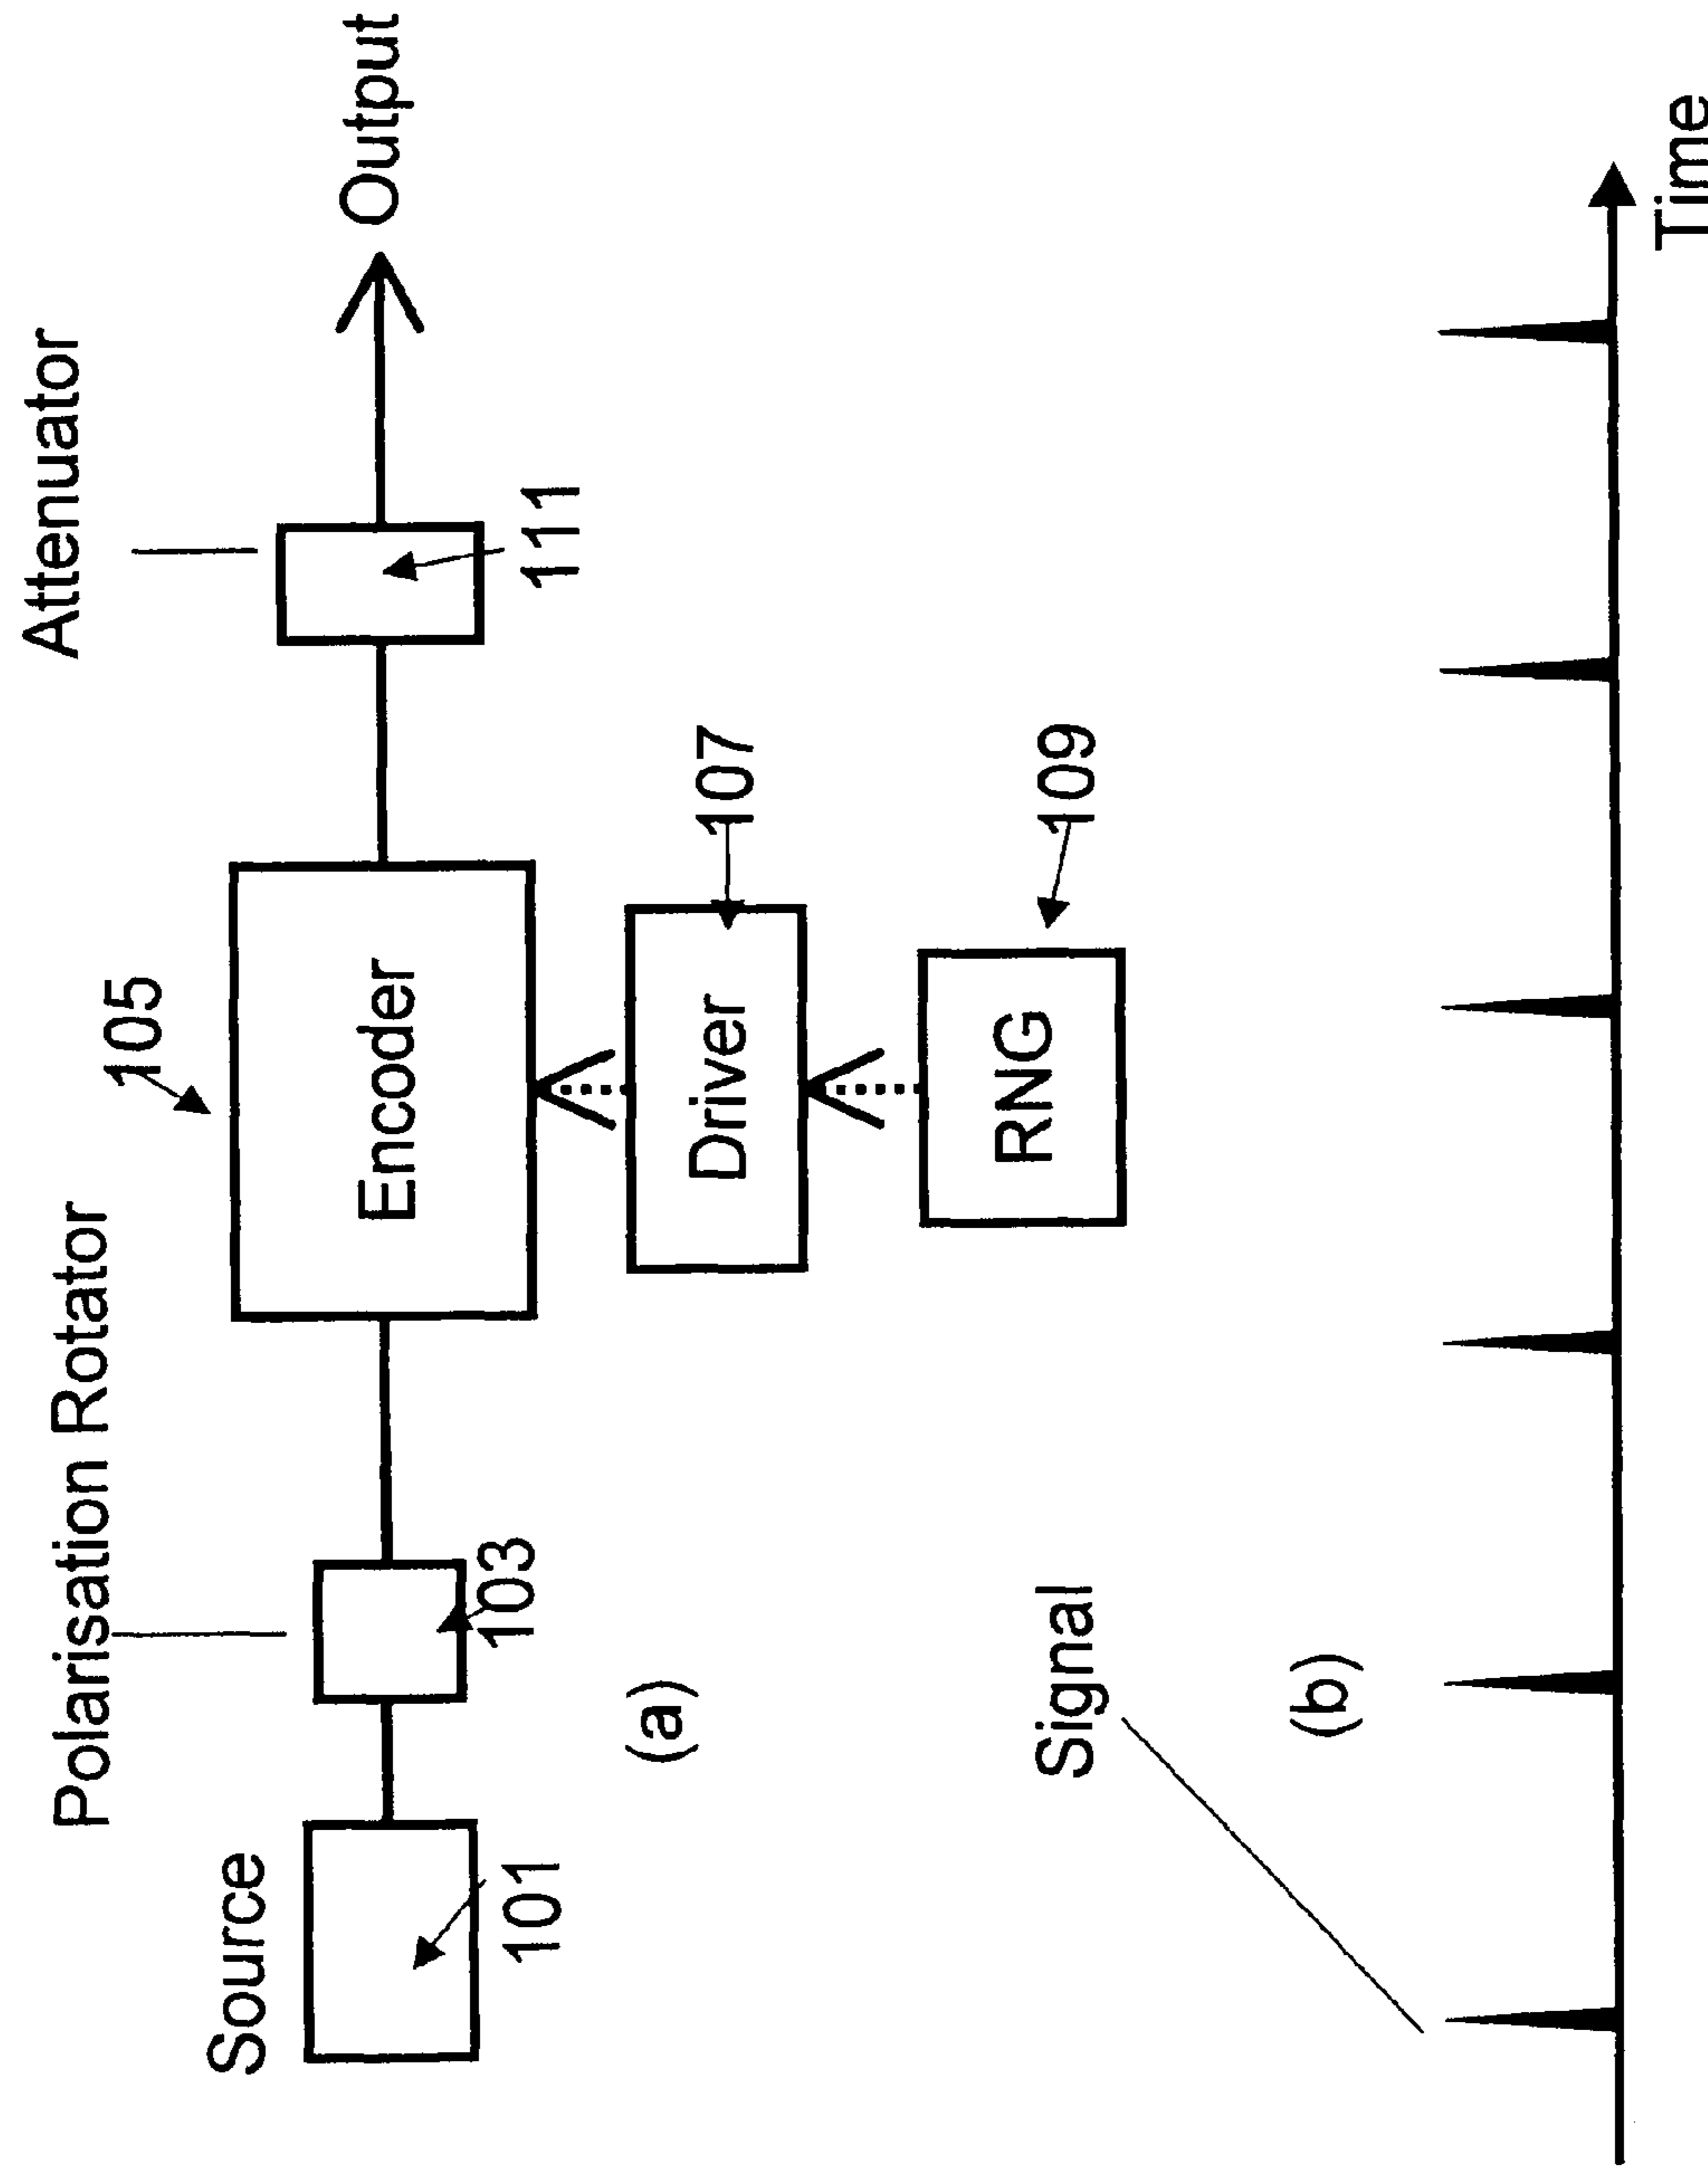 Polarisation Rotator
Attenuator
Source
105
Encoder
Output
101
103
111
Driver
107
RNG
109
(a)
Signal
(b)
Time